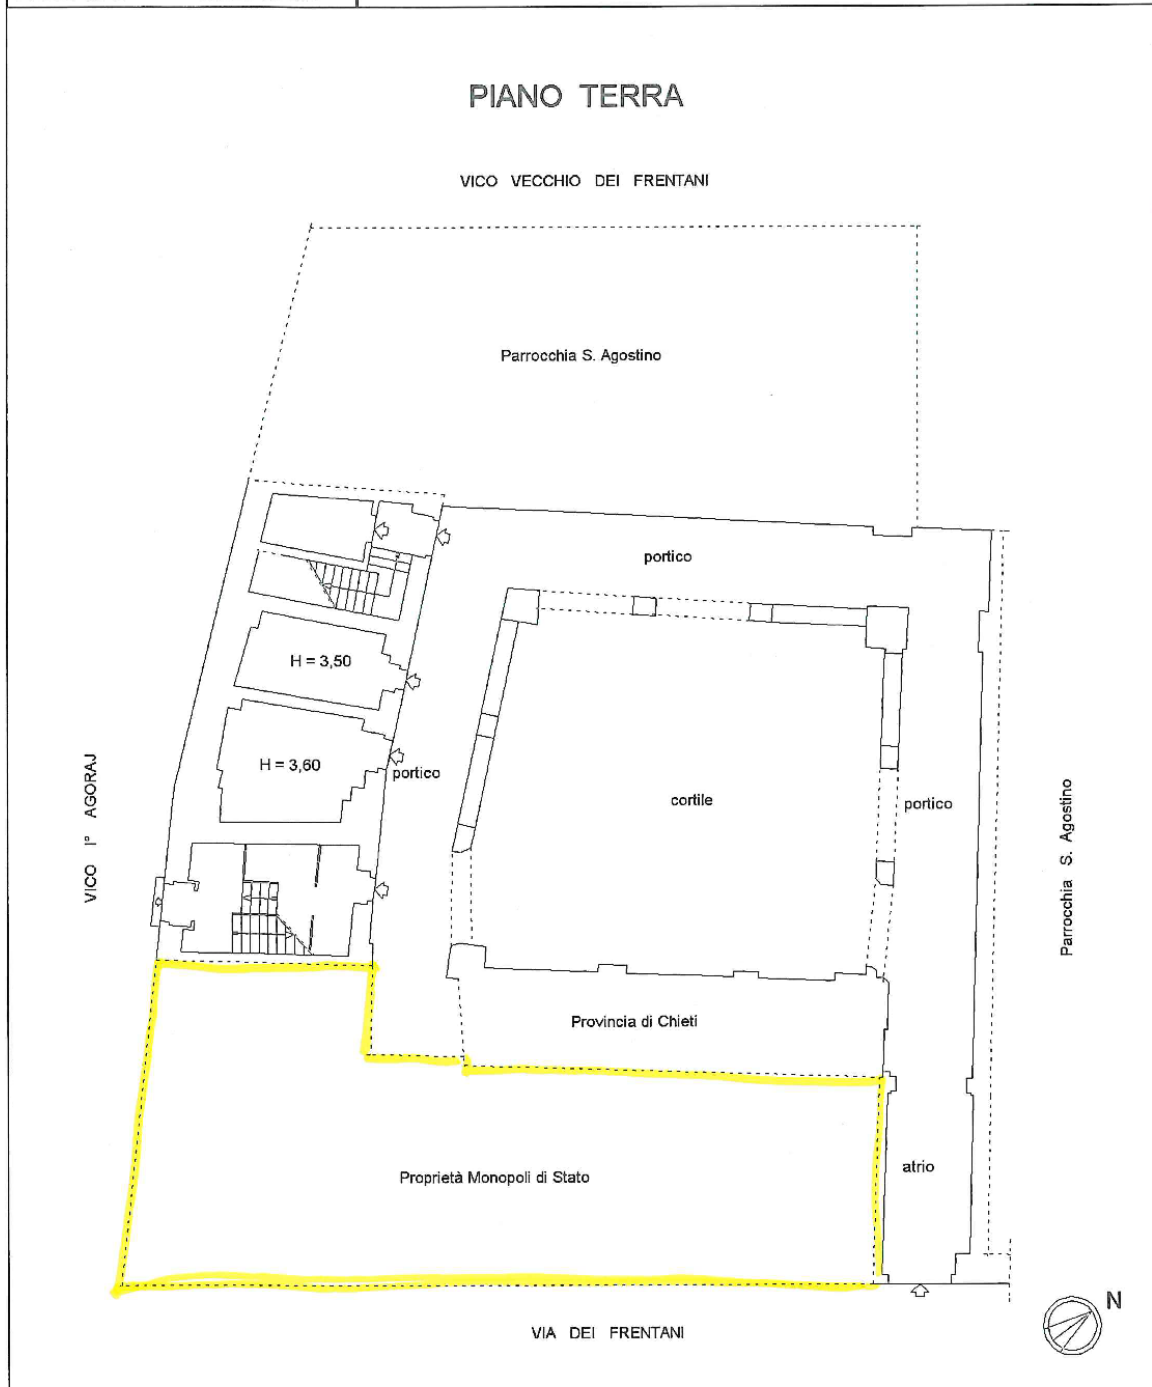 PIANO TERRA
VICO VECCHIO DEI FRENTANI
Parrocchia S. Agostino
portico
H = 3,50
H = 3,60
portico
cortile
portico
VICO I° AGORAJ
Parrocchia S. Agostino
Provincia di Chieti
Proprietà Monopoli di Stato
atrio
N
VIA DEI FRENTANI